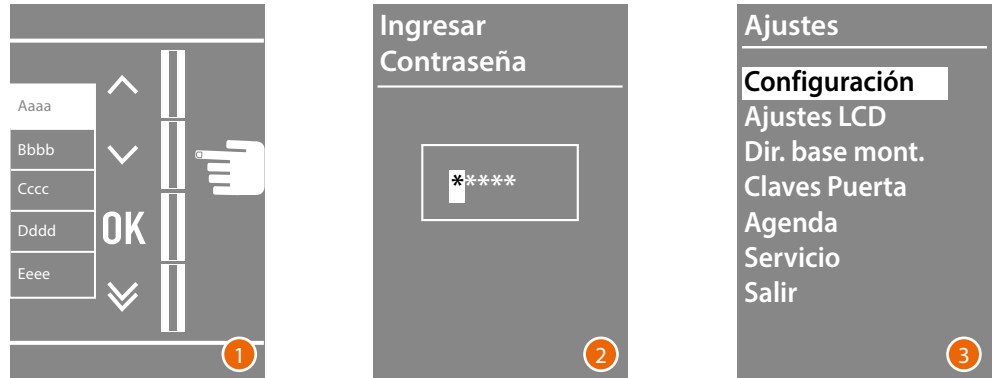 Aaaa
Bbbb
Cccc
Dddd
Eeee
OK
1
Ingresar
Contraseña
*****
2
Ajustes
Configuración
Ajustes LCD
Dir. base mont.
Claves Puerta
Agenda
Servicio
Salir
3